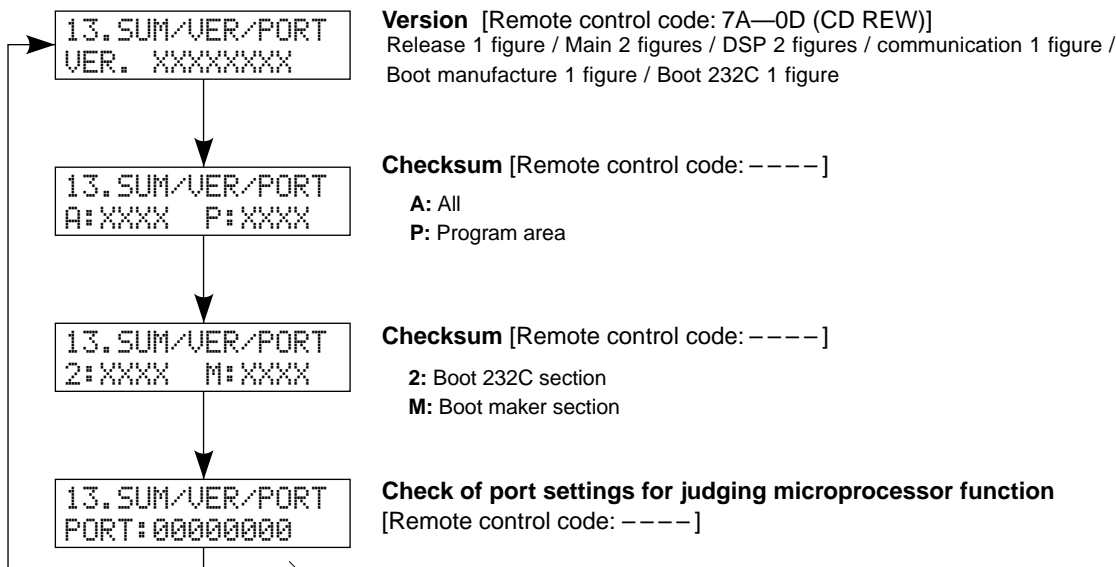 13.SUM/VER/PORT
VER. XXXXXXXX
Version [Remote control code: 7A—0D (CD REW)]
Release 1 figure / Main 2 figures / DSP 2 figures / communication 1 figure /
Boot manufacture 1 figure / Boot 232C 1 figure
13.SUM/VER/PORT
A:XXXX P:XXXX
Checksum [Remote control code: – – – – ]
A: All
P: Program area
13.SUM/VER/PORT
2:XXXX M:XXXX
Checksum [Remote control code: – – – – ]
2: Boot 232C section
M: Boot maker section
13.SUM/VER/PORT
PORT:00000000
Check of port settings for judging microprocessor function
[Remote control code: – – – – ]